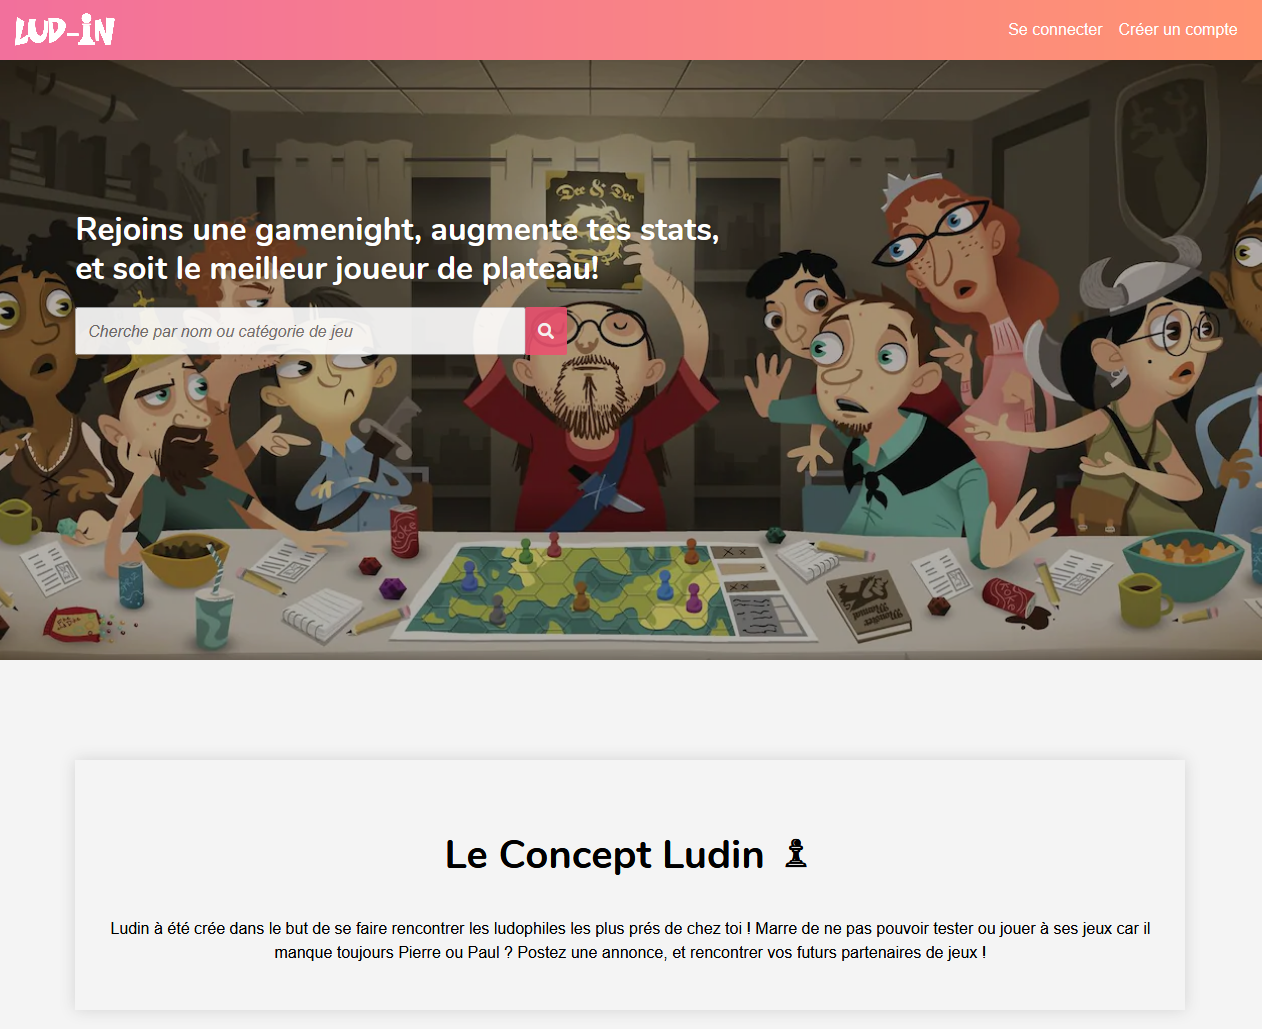 LUD-IN
Se connecter Créer un compte
Dee & Dee
Rejoins une gamenight, augmente tes stats,
et soit le meilleur joueur de plateau!
Cherche par nom ou catégorie de jeu
Monster
Manual
Le Concept Ludin
Ludin à été crée dans le but de se faire rencontrer les ludophiles les plus prés de chez toi ! Marre de ne pas pouvoir tester ou jouer à ses jeux car il
manque toujours Pierre ou Paul ? Postez une annonce, et rencontrer vos futurs partenaires de jeux !